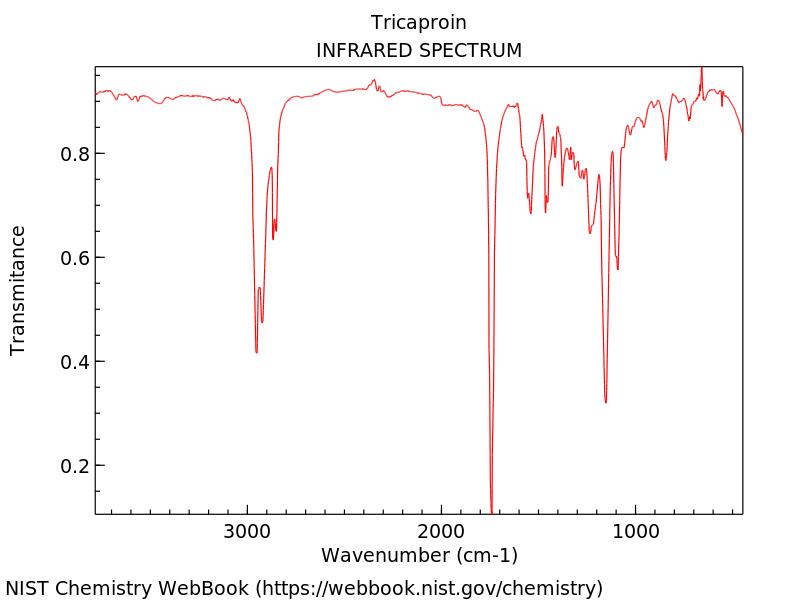 Tricaproin
INFRARED SPECTRUM
Transmitance
0.8
0.6
0.4
0.2
3000 2000 1000
Wavenumber (cm-1)
NIST Chemistry WebBook (https://webbook.nist.gov/chemistry)